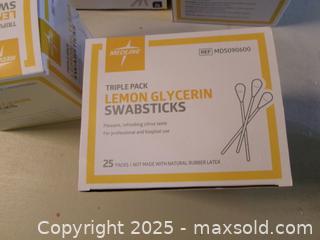 MEDLINE
REF MDS090600
TRIPLE PACK
LEMON GLYCERIN
SWABSTICKS
Pleasant, refreshing citrus taste
For professional and hospital use
25 PACKS / NOT MADE WITH NATURAL RUBBER LATEX
Copyright © 2025 - maxsold.com